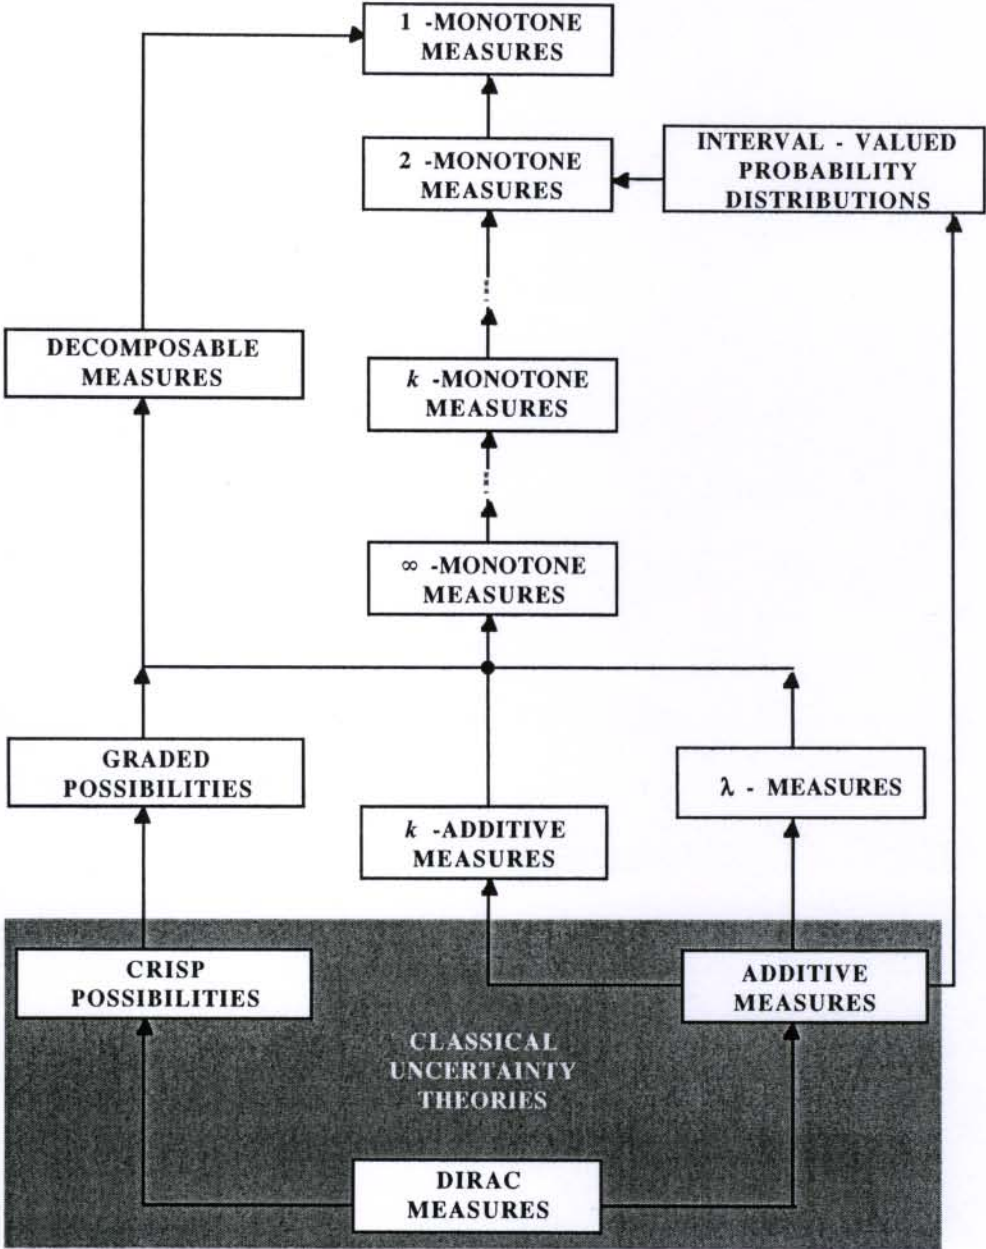 1 -MONOTONE
MEASURES
2 -MONOTONE
MEASURES
INTERVAL - VALUED
PROBABILITY
DISTRIBUTIONS
DECOMPOSABLE
MEASURES
k -MONOTONE
MEASURES
∞ -MONOTONE
MEASURES
GRADED
POSSIBILITIES
λ - MEASURES
k -ADDITIVE
MEASURES
CRISP
POSSIBILITIES
ADDITIVE
MEASURES
CLASSICAL
UNCERTAINTY
THEORIES
DIRAC
MEASURES